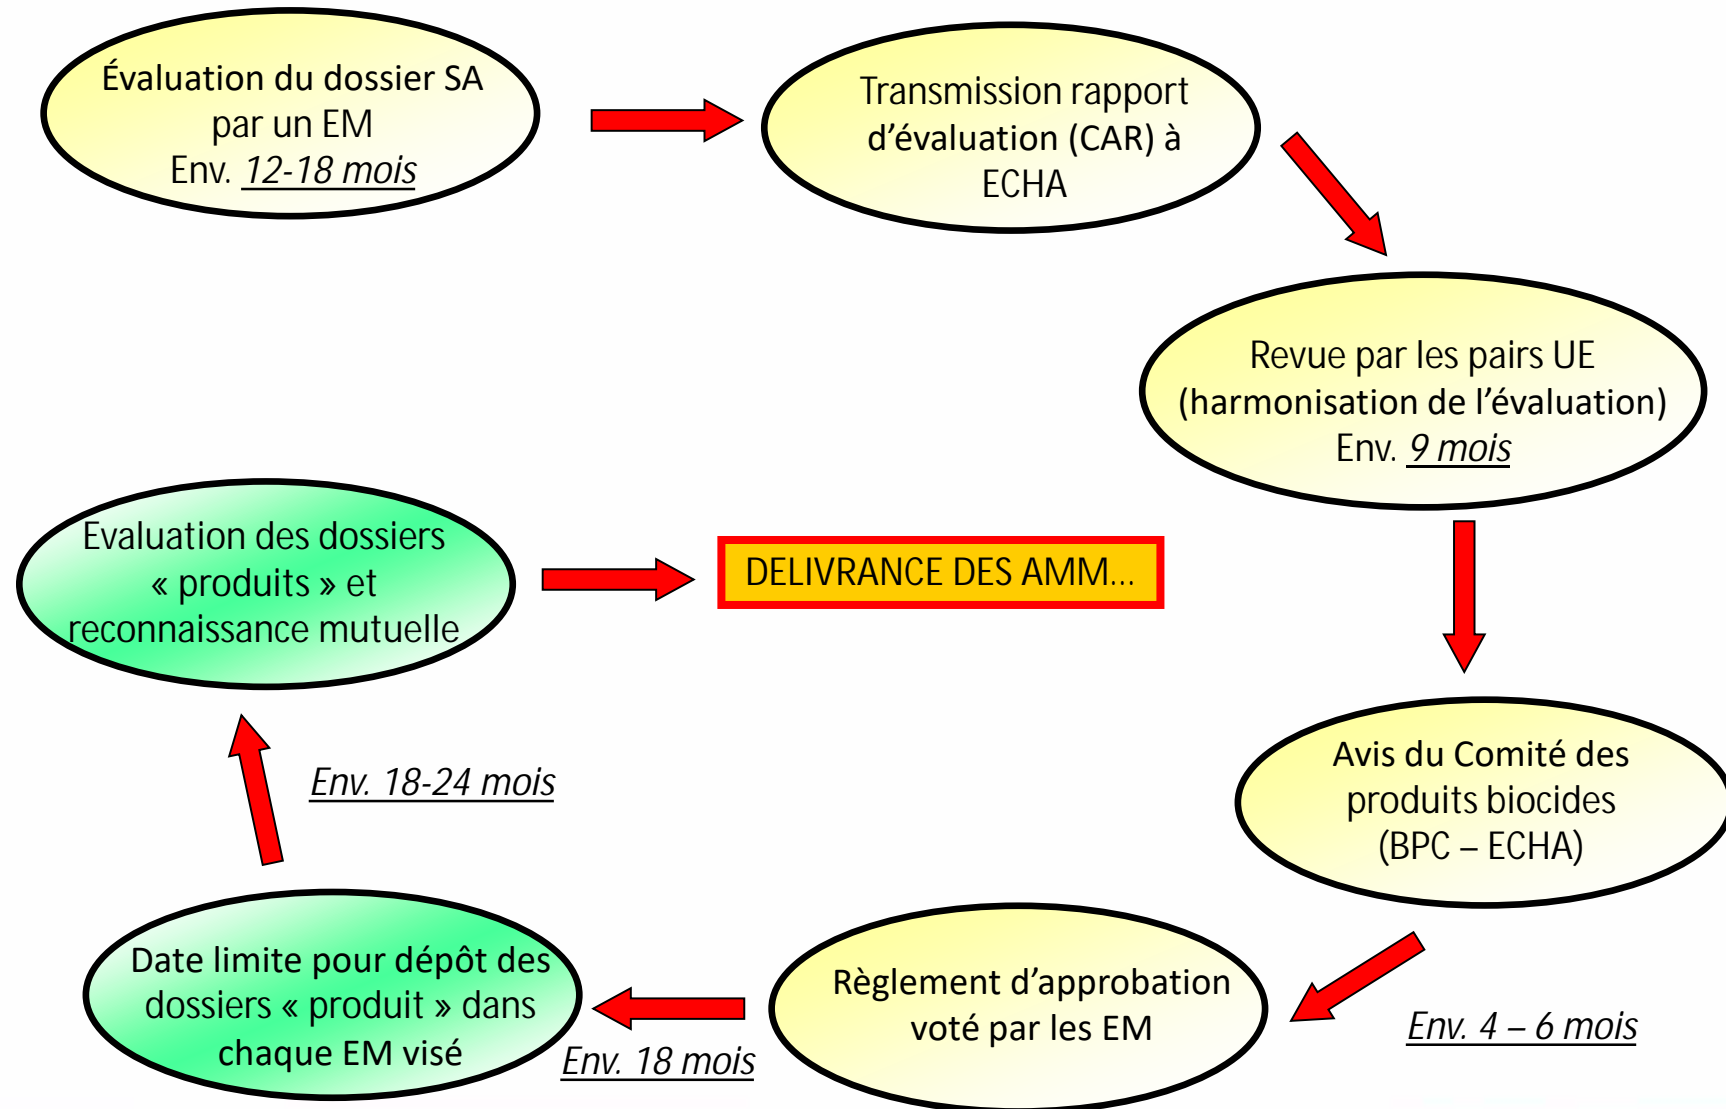 Évaluation du dossier SA
par un EM
Env. 12-18 mois
Transmission rapport
d’évaluation (CAR) à
ECHA
Revue par les pairs UE
(harmonisation de l’évaluation)
Env. 9 mois
Avis du Comité des
produits biocides
(BPC – ECHA)
Env. 4 – 6 mois
Règlement d’approbation
voté par les EM
Env. 18 mois
Date limite pour dépôt des
dossiers « produit » dans
chaque EM visé
Env. 18-24 mois
Evaluation des dossiers
« produits » et
reconnaissance mutuelle
DELIVRANCE DES AMM...